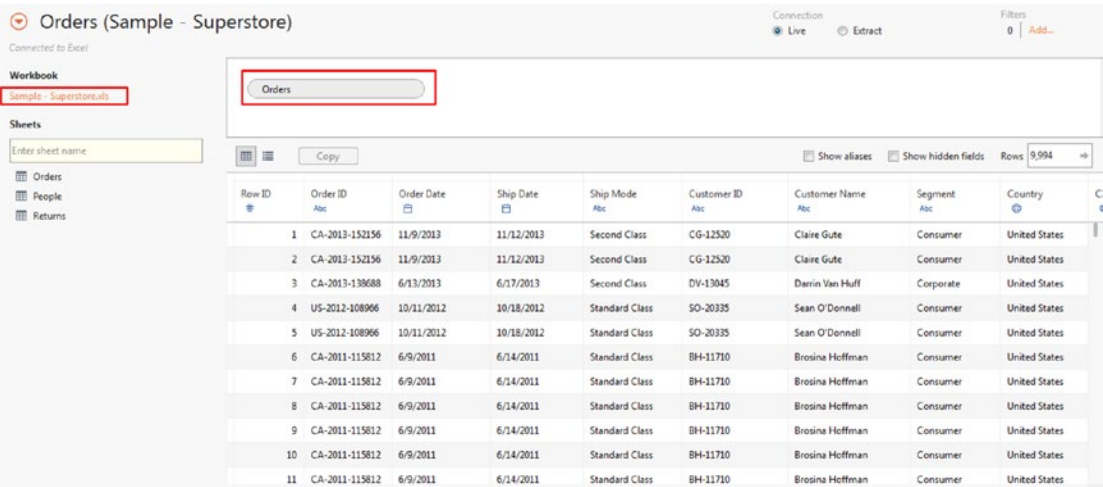 Orders (Sample - Superstore)
Connected to Excel
Connection
Live Extract
Filters
0 Add...
Workbook
Sample - Superstore.xls
Sheets
Enter sheet name
Orders
People
Returns
Orders
Copy Show aliases Show hidden fields Rows 9,994
Row ID Order ID Order Date Ship Date Ship Mode Customer ID Customer Name Segment Country
# Abc Abc Abc Abc Abc
1 CA-2013-152156 11/9/2013 11/12/2013 Second Class CG-12520 Claire Gute Consumer United States
2 CA-2013-152156 11/9/2013 11/12/2013 Second Class CG-12520 Claire Gute Consumer United States
3 CA-2013-138688 6/13/2013 6/17/2013 Second Class DV-13045 Darrin Van Huff Corporate United States
4 US-2012-108966 10/11/2012 10/18/2012 Standard Class SO-20335 Sean O'Donnell Consumer United States
5 US-2012-108966 10/11/2012 10/18/2012 Standard Class SO-20335 Sean O'Donnell Consumer United States
6 CA-2011-115812 6/9/2011 6/14/2011 Standard Class BH-11710 Brosina Hoffman Consumer United States
7 CA-2011-115812 6/9/2011 6/14/2011 Standard Class BH-11710 Brosina Hoffman Consumer United States
8 CA-2011-115812 6/9/2011 6/14/2011 Standard Class BH-11710 Brosina Hoffman Consumer United States
9 CA-2011-115812 6/9/2011 6/14/2011 Standard Class BH-11710 Brosina Hoffman Consumer United States
10 CA-2011-115812 6/9/2011 6/14/2011 Standard Class BH-11710 Brosina Hoffman Consumer United States
11 CA-2011-115812 6/9/2011 6/14/2011 Standard Class BH-11710 Brosina Hoffman Consumer United States